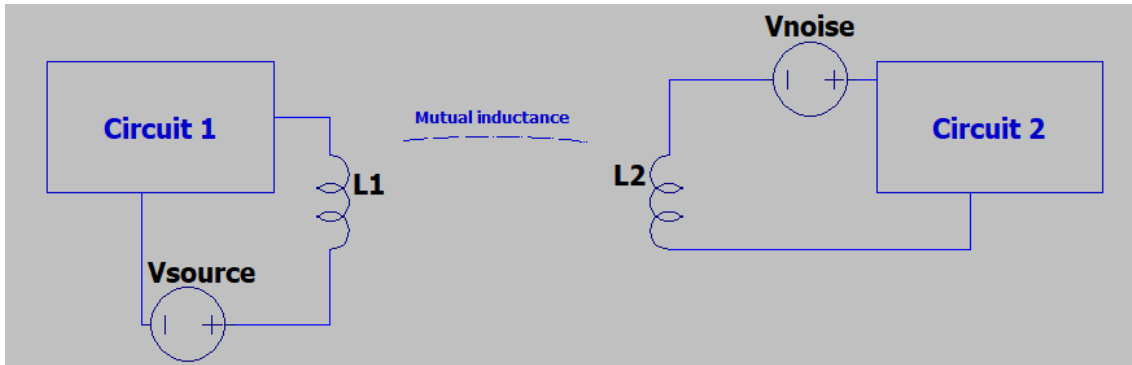 Vnoise
Circuit 1
Mutual inductance
Circuit 2
L1
L2
Vsource